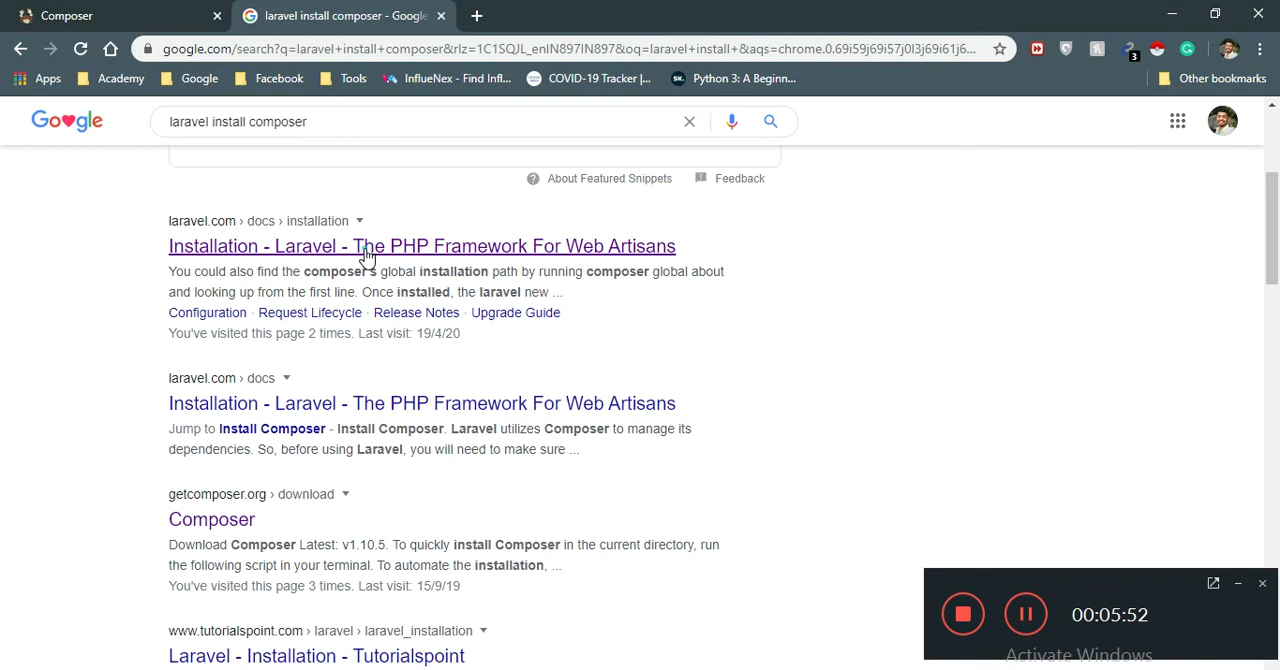 Composer
laravel install composer - Google
google.com/search?q=laravel+install+composer&rlz=1C1SQJL_enIN897IN897&oq=laravel+install+&aqs=chrome.0.69i59j69i57j0l3j69i61j6...
3
Apps
Academy
Google
Facebook
Tools
InflueNex - Find Infl...
COVID-19 Tracker |...
SK.
Python 3: A Beginn...
Other bookmarks
Go❤gle
laravel install composer
About Featured Snippets
Feedback
laravel.com › docs › installation
Installation - Laravel - The PHP Framework For Web Artisans
You could also find the composer's global installation path by running composer global about
and looking up from the first line. Once installed, the laravel new ...
Configuration · Request Lifecycle · Release Notes · Upgrade Guide
You've visited this page 2 times. Last visit: 19/4/20
laravel.com › docs
Installation - Laravel - The PHP Framework For Web Artisans
Jump to Install Composer - Install Composer. Laravel utilizes Composer to manage its
dependencies. So, before using Laravel, you will need to make sure ...
getcomposer.org › download
Composer
Download Composer Latest: v1.10.5. To quickly install Composer in the current directory, run
the following script in your terminal. To automate the installation, ...
You've visited this page 3 times. Last visit: 15/9/19
www.tutorialspoint.com › laravel › laravel_installation
Laravel - Installation - Tutorialspoint
00:05:52
Activate Windows